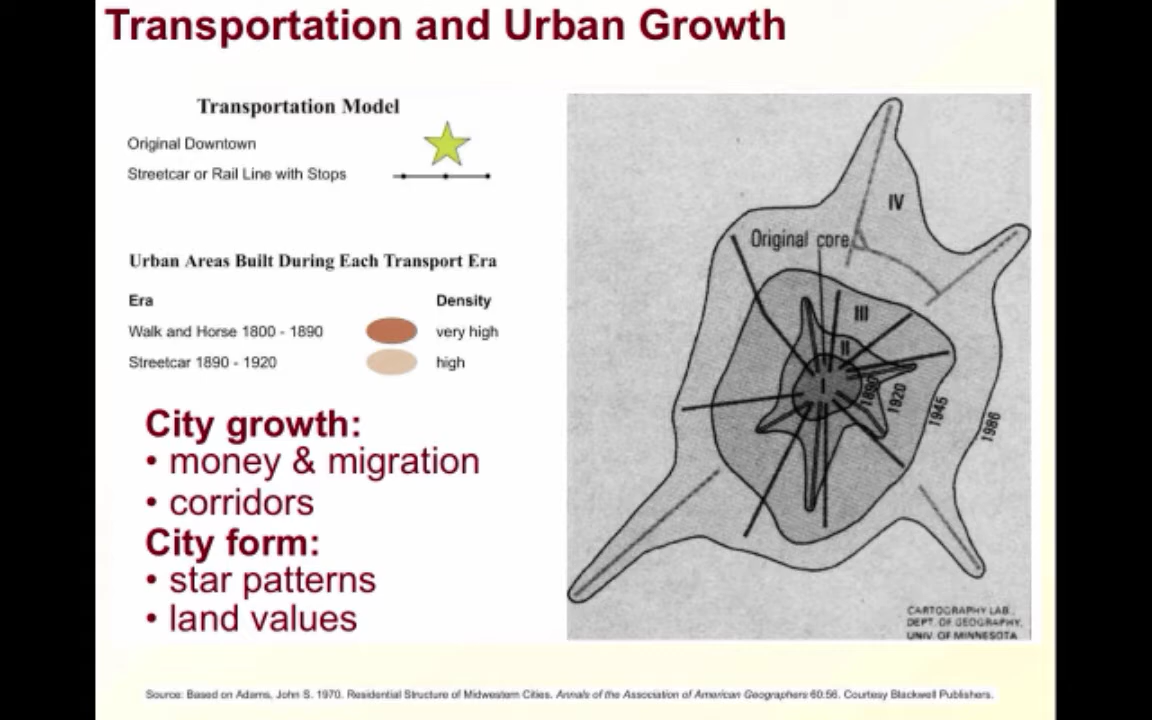 Transportation and Urban Growth
Transportation Model
Original Downtown
Streetcar or Rail Line with Stops
Urban Areas Built During Each Transport Era
Era Density
Walk and Horse 1800 - 1890 very high
Streetcar 1890 - 1920 high
City growth:
• money & migration
• corridors
City form:
• star patterns
• land values
IV
Original core
III
II
I
1890
1920
1945
1986
CARTOGRAPHY LAB.
DEPT. OF GEOGRAPHY,
UNIV. OF MINNESOTA
Source: Based on Adams, John S. 1970. Residential Structure of Midwestern Cities. Annals of the Association of American Geographers 60:56. Courtesy Blackwell Publishers.